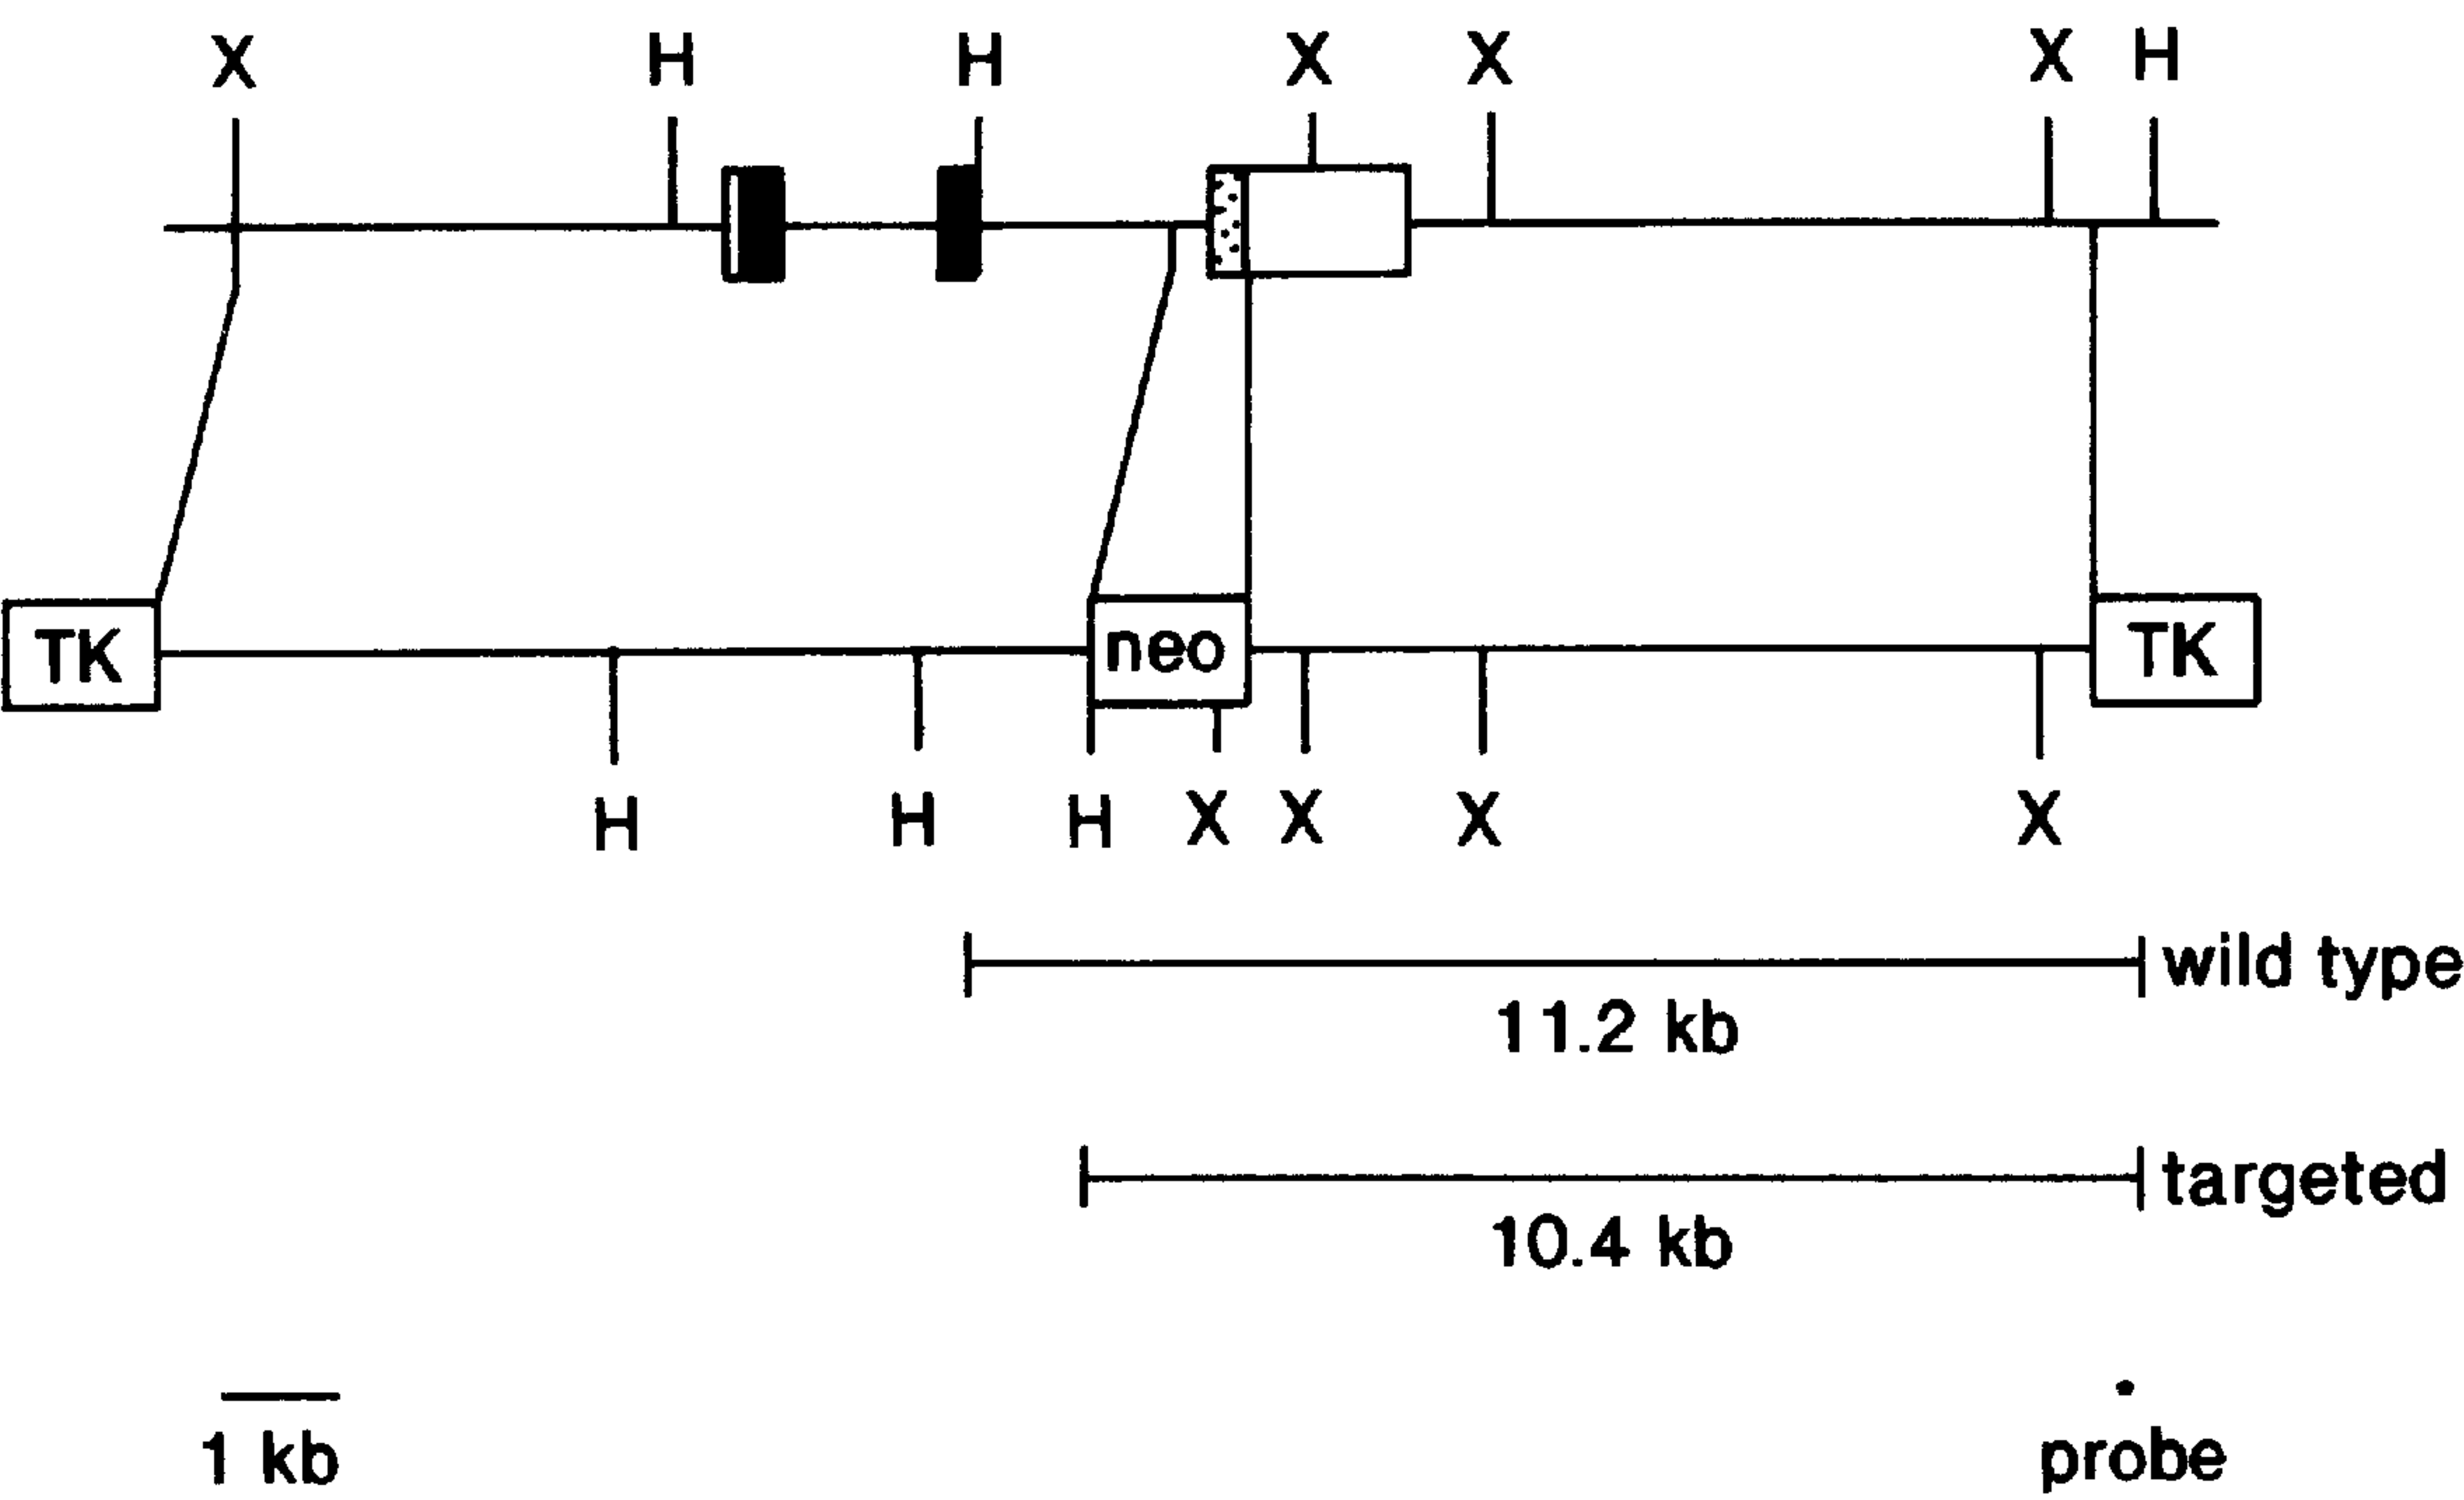 X H H X X X H
TK neo TK
H H H X X X X
wild type
11.2 kb
targeted
10.4 kb
1 kb probe